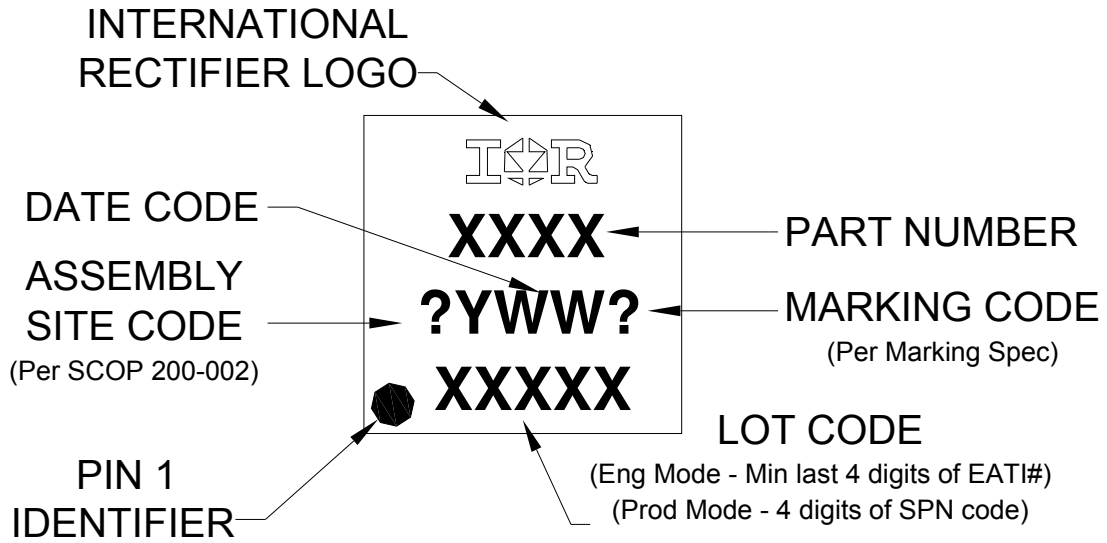 INTERNATIONAL
RECTIFIER LOGO
IOR
DATE CODE
XXXX
PART NUMBER
ASSEMBLY
SITE CODE
(Per SCOP 200-002)
?YWW?
MARKING CODE
(Per Marking Spec)
XXXXX
LOT CODE
(Eng Mode - Min last 4 digits of EATI#)
(Prod Mode - 4 digits of SPN code)
PIN 1
IDENTIFIER